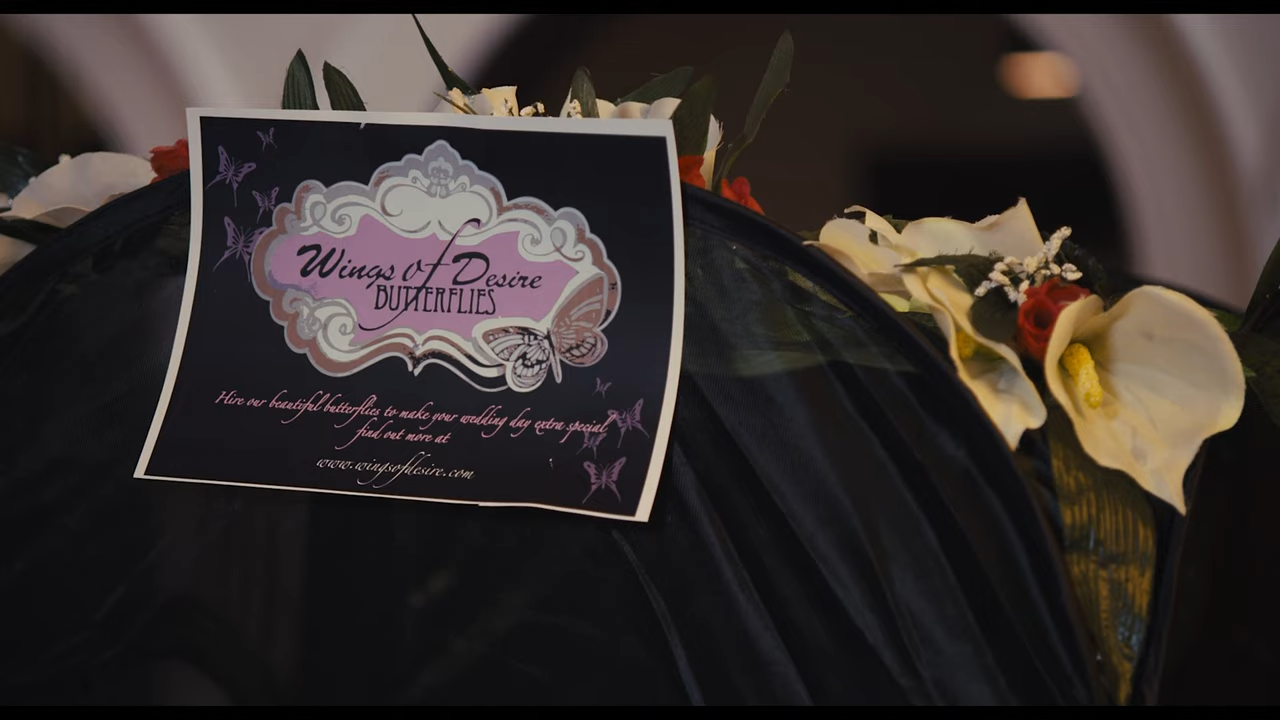 Wings of Desire
BUTTERFLIES
Hire our beautiful butterflies to make your wedding day extra special
find out more at
www.wingsofdesire.com